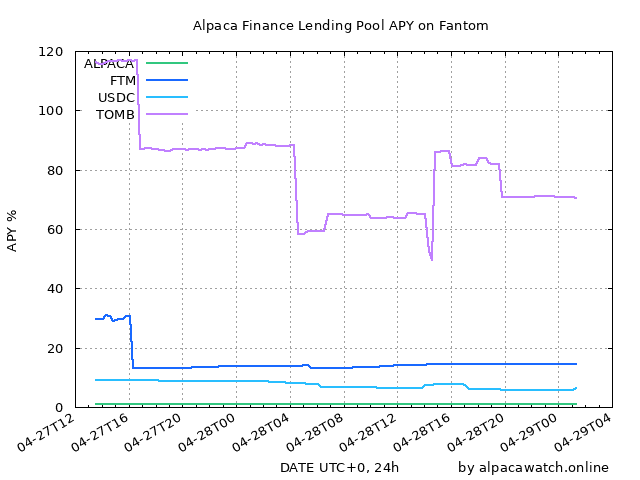 Alpaca Finance Lending Pool APY on Fantom
120
100
80
60
40
20
0
APY %
ALPACA
FTM
USDC
TOMB
04-27T12
04-27T16
04-27T20
04-28T00
04-28T04
04-28T08
04-28T12
04-28T16
04-28T20
04-29T00
04-29T04
DATE UTC+0, 24h
by alpacawatch.online